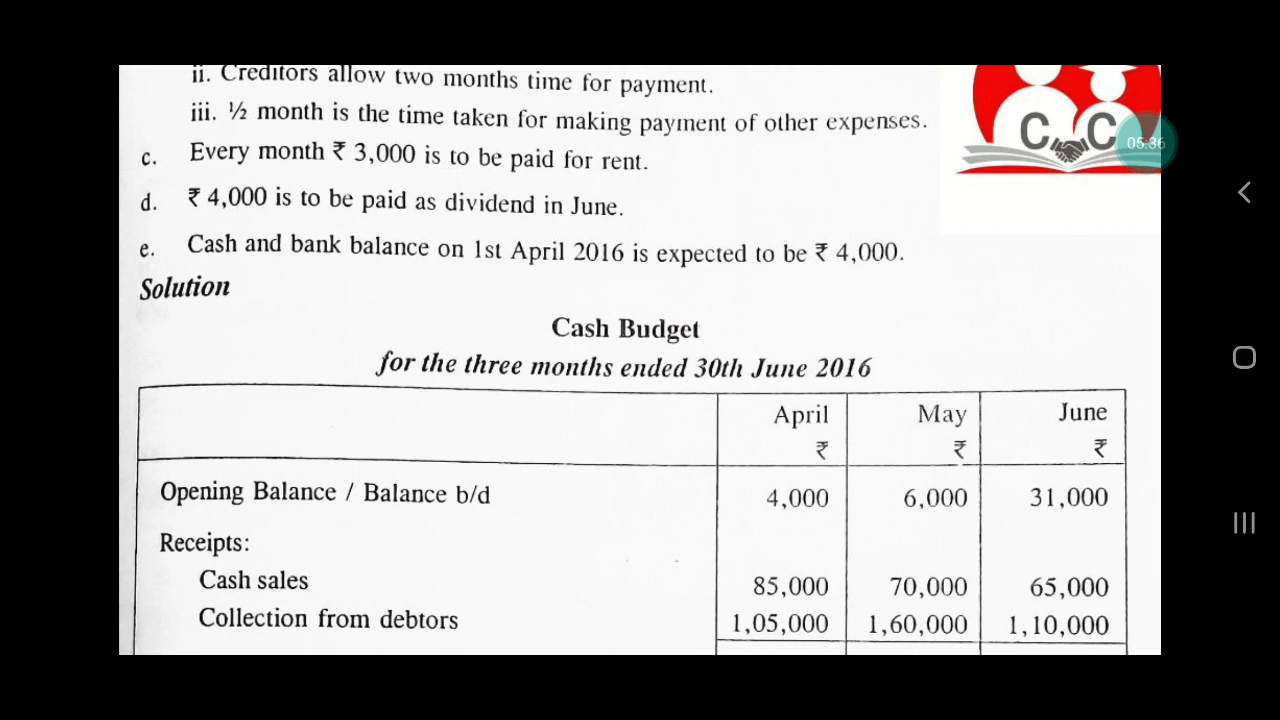 ii. Creditors allow two months time for payment.
iii. ½ month is the time taken for making payment of other expenses.
C C
05:36
c. Every month ₹ 3,000 is to be paid for rent.
d. ₹ 4,000 is to be paid as dividend in June.
e. Cash and bank balance on 1st April 2016 is expected to be ₹ 4,000.
Solution
Cash Budget
for the three months ended 30th June 2016
April May June
₹ ₹ ₹
Opening Balance / Balance b/d 4,000 6,000 31,000
Receipts:
Cash sales 85,000 70,000 65,000
Collection from debtors 1,05,000 1,60,000 1,10,000